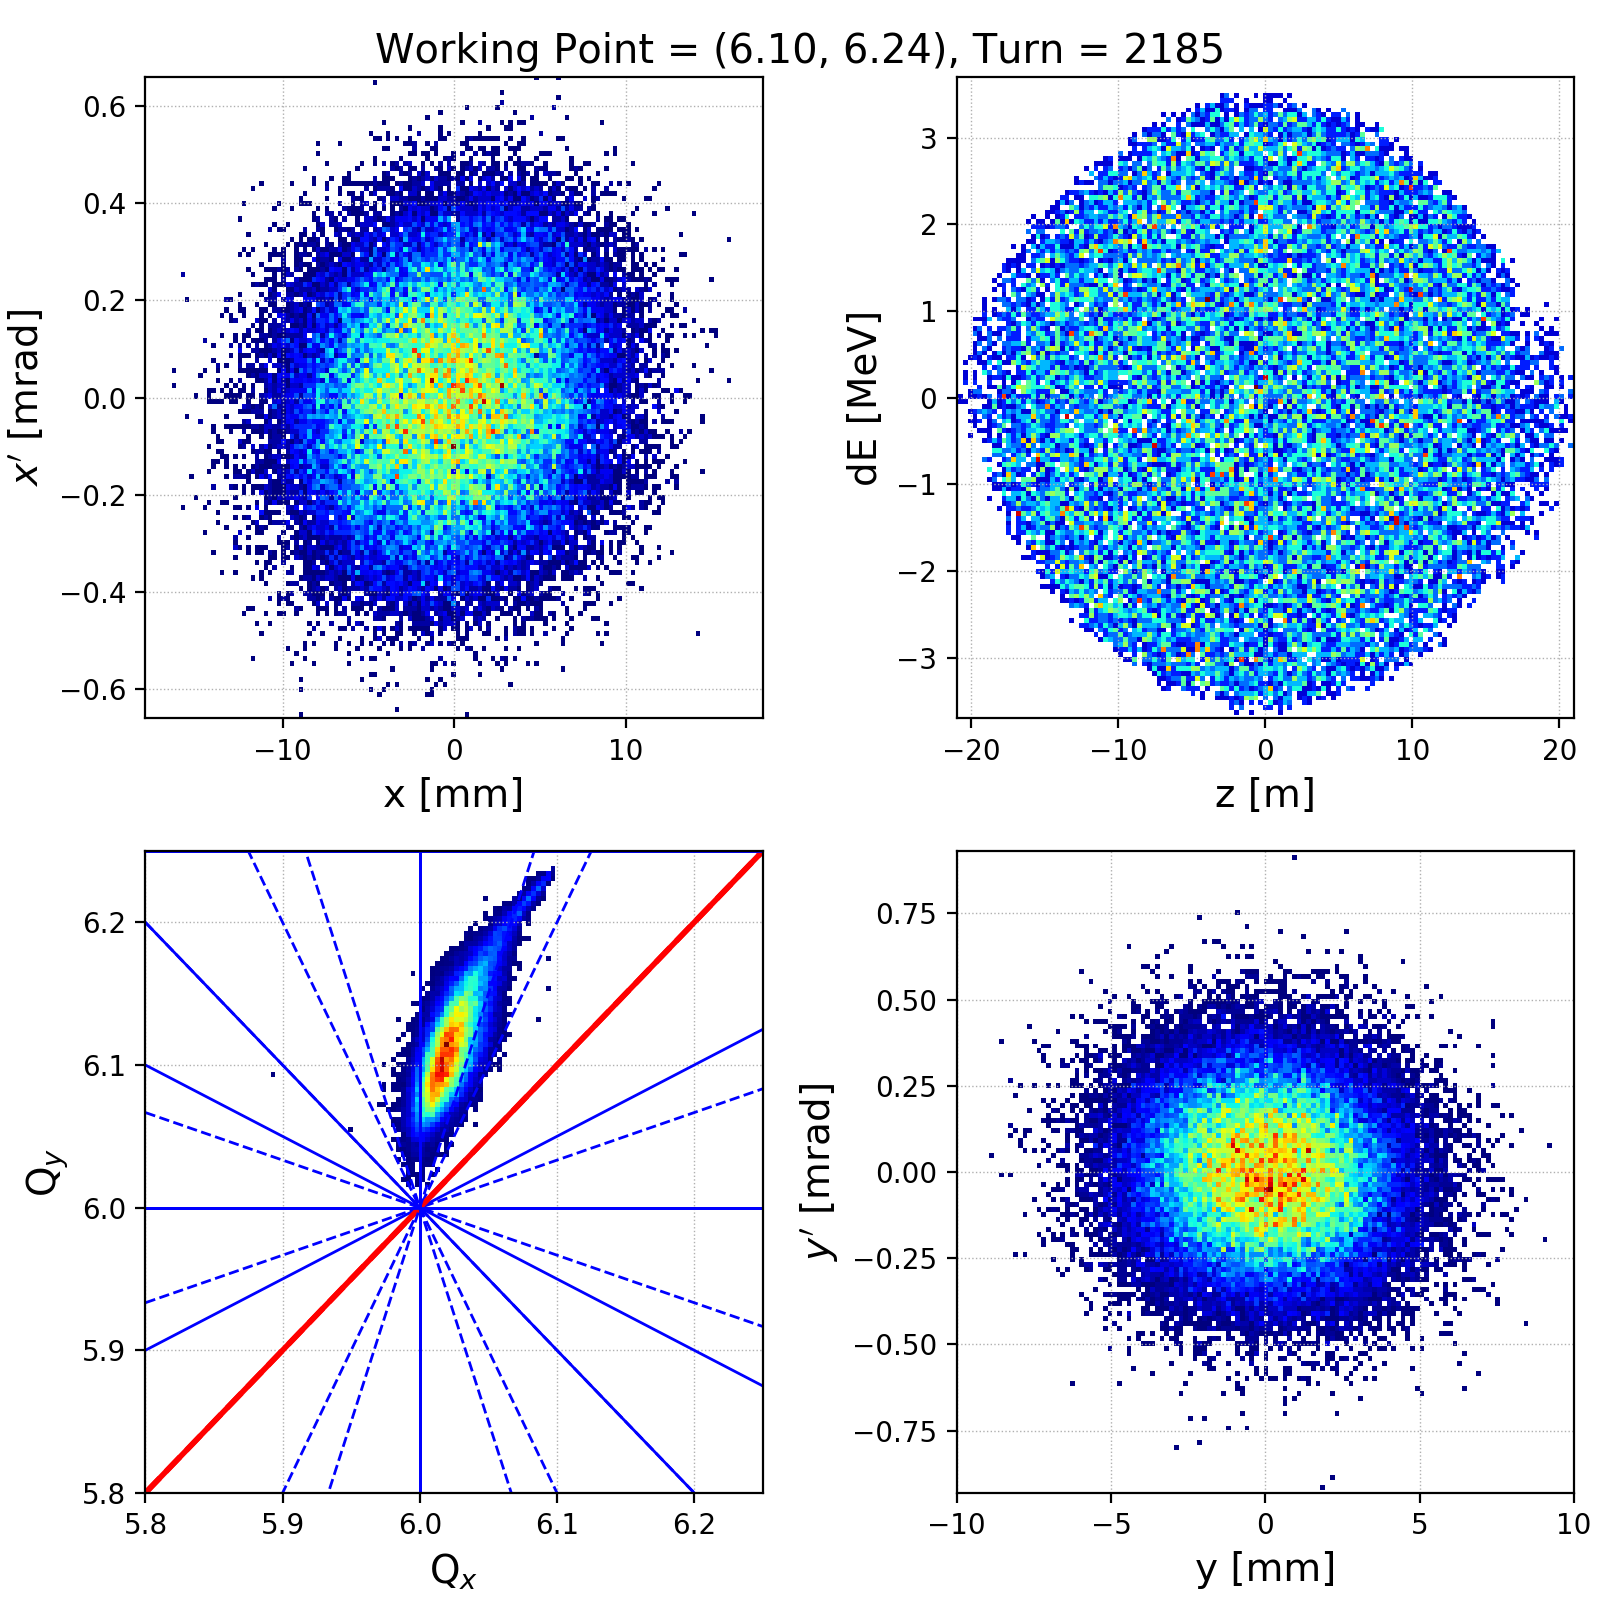 Working Point = (6.10, 6.24), Turn = 2185
0.6
0.4
0.2
0.0
−0.2
−0.4
−0.6
x′ [mrad]
−10 0 10
x [mm]
3
2
1
0
−1
−2
−3
dE [MeV]
−20 −10 0 10 20
z [m]
6.2
6.1
6.0
5.9
5.8
Qy
5.8 5.9 6.0 6.1 6.2
Qx
0.75
0.50
0.25
0.00
−0.25
−0.50
−0.75
y′ [mrad]
−10 −5 0 5 10
y [mm]